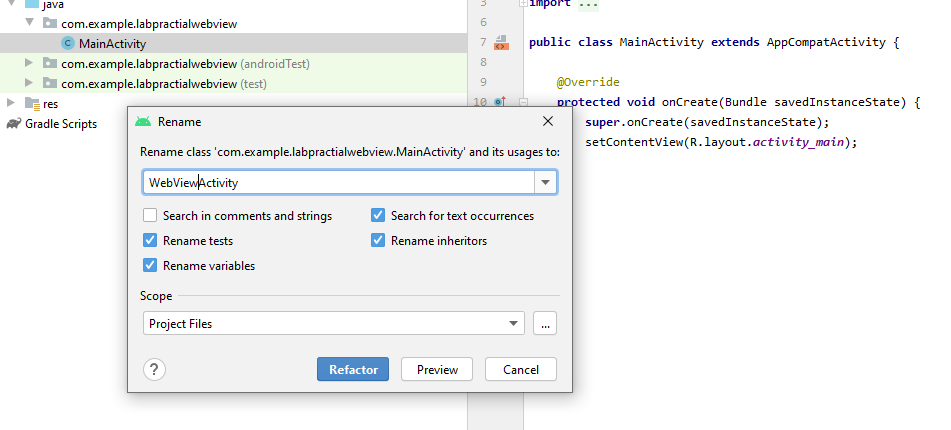 java
com.example.labpractialwebview
MainActivity
com.example.labpractialwebview (androidTest)
com.example.labpractialwebview (test)
res
Gradle Scripts
3 import ...
6
7 public class MainActivity extends AppCompatActivity {
8
9 @Override
10 protected void onCreate(Bundle savedInstanceState) {
super.onCreate(savedInstanceState);
setContentView(R.layout.activity_main);
Rename
Rename class 'com.example.labpractialwebview.MainActivity' and its usages to:
WebViewActivity
Search in comments and strings
Search for text occurrences
Rename tests
Rename inheritors
Rename variables
Scope
Project Files
...
?
Refactor
Preview
Cancel